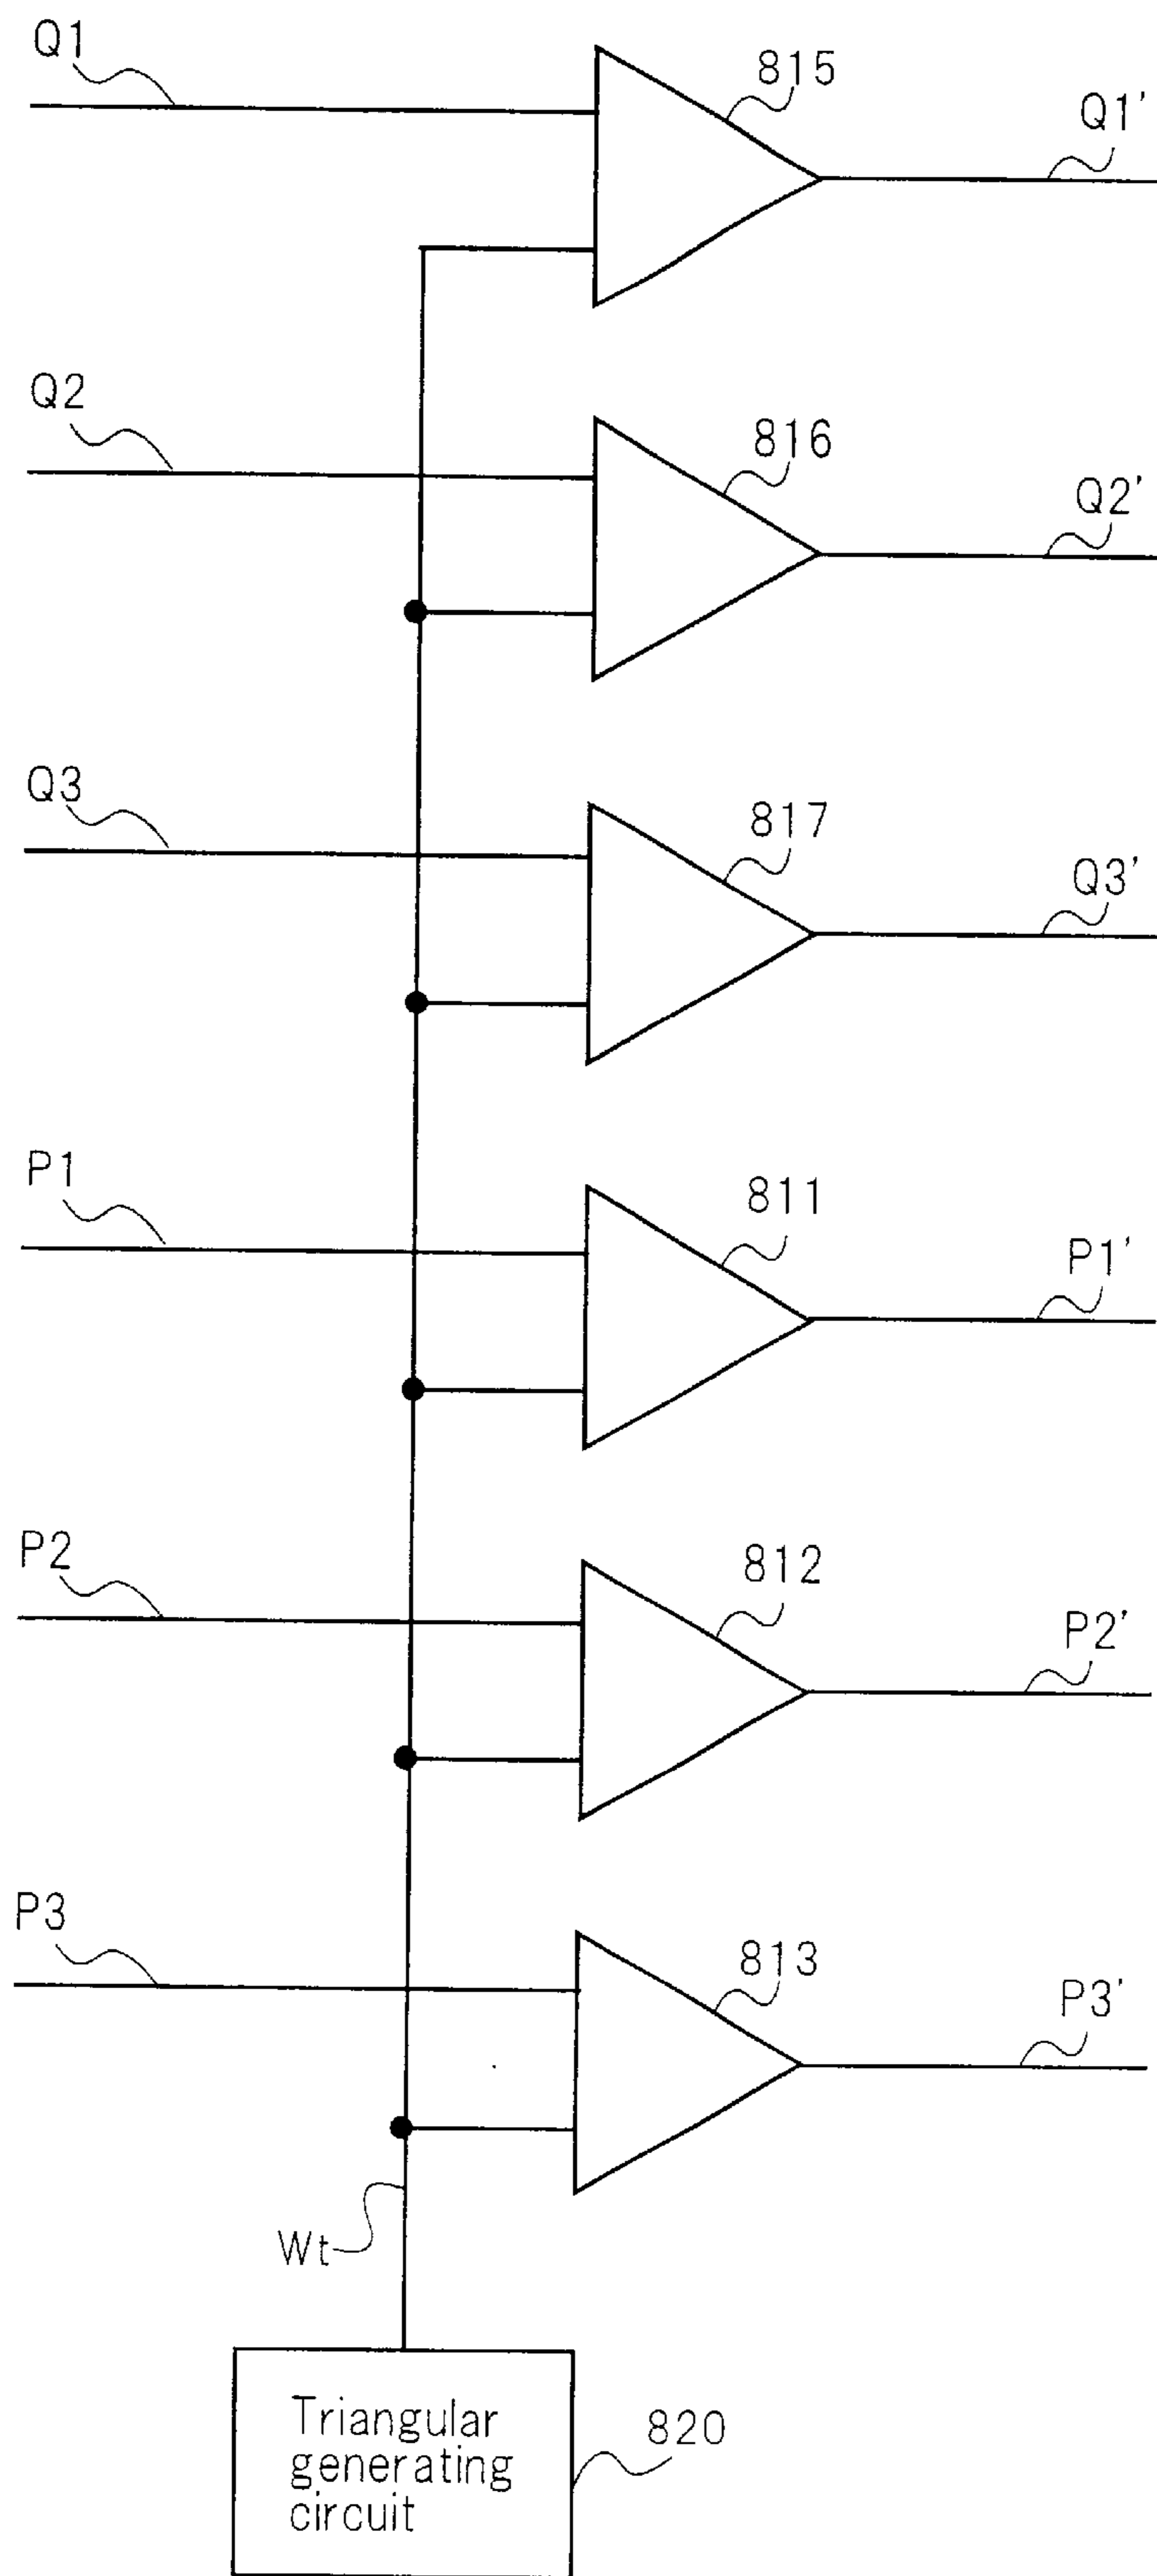 Q1
815
Q1'
Q2
816
Q2'
Q3
817
Q3'
P1
811
P1'
P2
812
P2'
P3
813
P3'
Wt
Triangular
generating
circuit
820